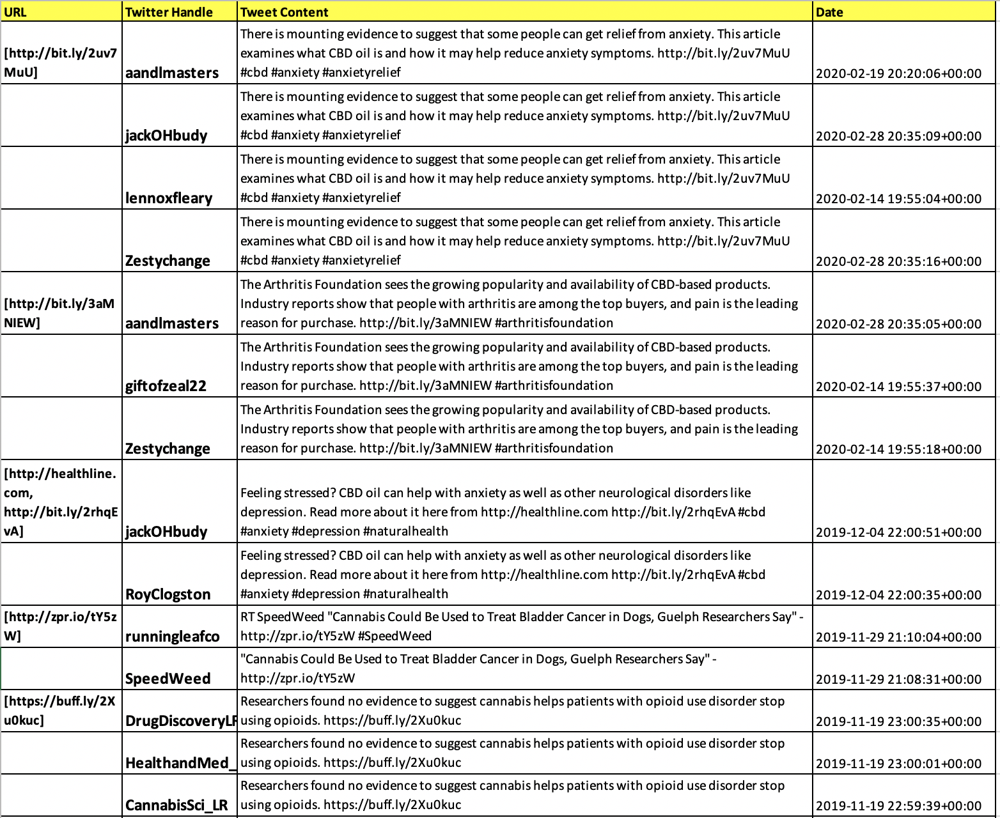 URL Twitter Handle Tweet Content Date
[http://bit.ly/2uv7
MuU]
aandlmasters
There is mounting evidence to suggest that some people can get relief from anxiety. This article
examines what CBD oil is and how it may help reduce anxiety symptoms. http://bit.ly/2uv7MuU
#cbd #anxiety #anxietyrelief
2020-02-19 20:20:06+00:00
jackOHbudy
There is mounting evidence to suggest that some people can get relief from anxiety. This article
examines what CBD oil is and how it may help reduce anxiety symptoms. http://bit.ly/2uv7MuU
#cbd #anxiety #anxietyrelief
2020-02-28 20:35:09+00:00
lennoxfleary
There is mounting evidence to suggest that some people can get relief from anxiety. This article
examines what CBD oil is and how it may help reduce anxiety symptoms. http://bit.ly/2uv7MuU
#cbd #anxiety #anxietyrelief
2020-02-14 19:55:04+00:00
Zestychange
There is mounting evidence to suggest that some people can get relief from anxiety. This article
examines what CBD oil is and how it may help reduce anxiety symptoms. http://bit.ly/2uv7MuU
#cbd #anxiety #anxietyrelief
2020-02-28 20:35:16+00:00
[http://bit.ly/3aM
NIEW]
aandlmasters
The Arthritis Foundation sees the growing popularity and availability of CBD-based products.
Industry reports show that people with arthritis are among the top buyers, and pain is the leading
reason for purchase. http://bit.ly/3aMNIEW #arthritisfoundation
2020-02-28 20:35:05+00:00
giftofzeal22
The Arthritis Foundation sees the growing popularity and availability of CBD-based products.
Industry reports show that people with arthritis are among the top buyers, and pain is the leading
reason for purchase. http://bit.ly/3aMNIEW #arthritisfoundation
2020-02-14 19:55:37+00:00
Zestychange
The Arthritis Foundation sees the growing popularity and availability of CBD-based products.
Industry reports show that people with arthritis are among the top buyers, and pain is the leading
reason for purchase. http://bit.ly/3aMNIEW #arthritisfoundation
2020-02-14 19:55:18+00:00
[http://healthline.
com,
http://bit.ly/2rhqE
vA]
jackOHbudy
Feeling stressed? CBD oil can help with anxiety as well as other neurological disorders like
depression. Read more about it here from http://healthline.com http://bit.ly/2rhqEvA #cbd
#anxiety #depression #naturalhealth
2019-12-04 22:00:51+00:00
RoyClogston
Feeling stressed? CBD oil can help with anxiety as well as other neurological disorders like
depression. Read more about it here from http://healthline.com http://bit.ly/2rhqEvA #cbd
#anxiety #depression #naturalhealth
2019-12-04 22:00:35+00:00
[http://zpr.io/tY5z
W]
runningleafco
RT SpeedWeed "Cannabis Could Be Used to Treat Bladder Cancer in Dogs, Guelph Researchers Say" -
http://zpr.io/tY5zW #SpeedWeed
2019-11-29 21:10:04+00:00
SpeedWeed
"Cannabis Could Be Used to Treat Bladder Cancer in Dogs, Guelph Researchers Say" -
http://zpr.io/tY5zW
2019-11-29 21:08:31+00:00
[https://buff.ly/2X
u0kuc]
DrugDiscoveryLR
Researchers found no evidence to suggest cannabis helps patients with opioid use disorder stop
using opioids. https://buff.ly/2Xu0kuc
2019-11-19 23:00:35+00:00
HealthandMed_
Researchers found no evidence to suggest cannabis helps patients with opioid use disorder stop
using opioids. https://buff.ly/2Xu0kuc
2019-11-19 23:00:01+00:00
CannabisSci_LR
Researchers found no evidence to suggest cannabis helps patients with opioid use disorder stop
using opioids. https://buff.ly/2Xu0kuc
2019-11-19 22:59:39+00:00